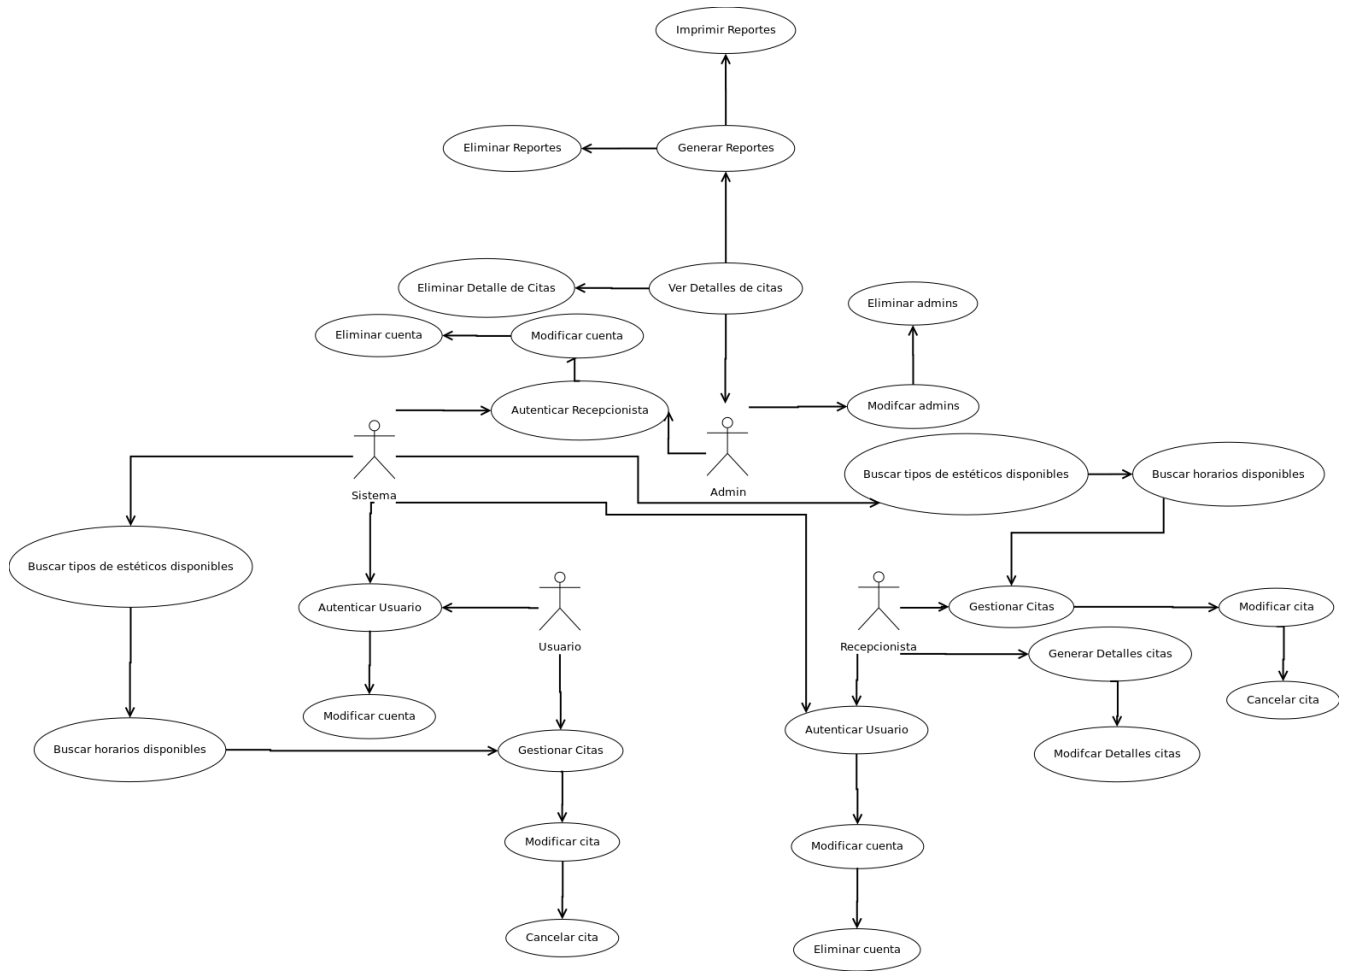 Imprimir Reportes
Eliminar Reportes
Generar Reportes
Eliminar Detalle de Citas
Ver Detalles de citas
Eliminar admins
Eliminar cuenta
Modificar cuenta
Autenticar Recepcionista
Modifcar admins
Buscar tipos de estéticos disponibles
Buscar horarios disponibles
Sistema
Admin
Buscar tipos de estéticos disponibles
Autenticar Usuario
Usuario
Recepcionista
Gestionar Citas
Modificar cita
Generar Detalles citas
Modificar cuenta
Cancelar cita
Autenticar Usuario
Buscar horarios disponibles
Gestionar Citas
Modifcar Detalles citas
Modificar cita
Modificar cuenta
Cancelar cita
Eliminar cuenta